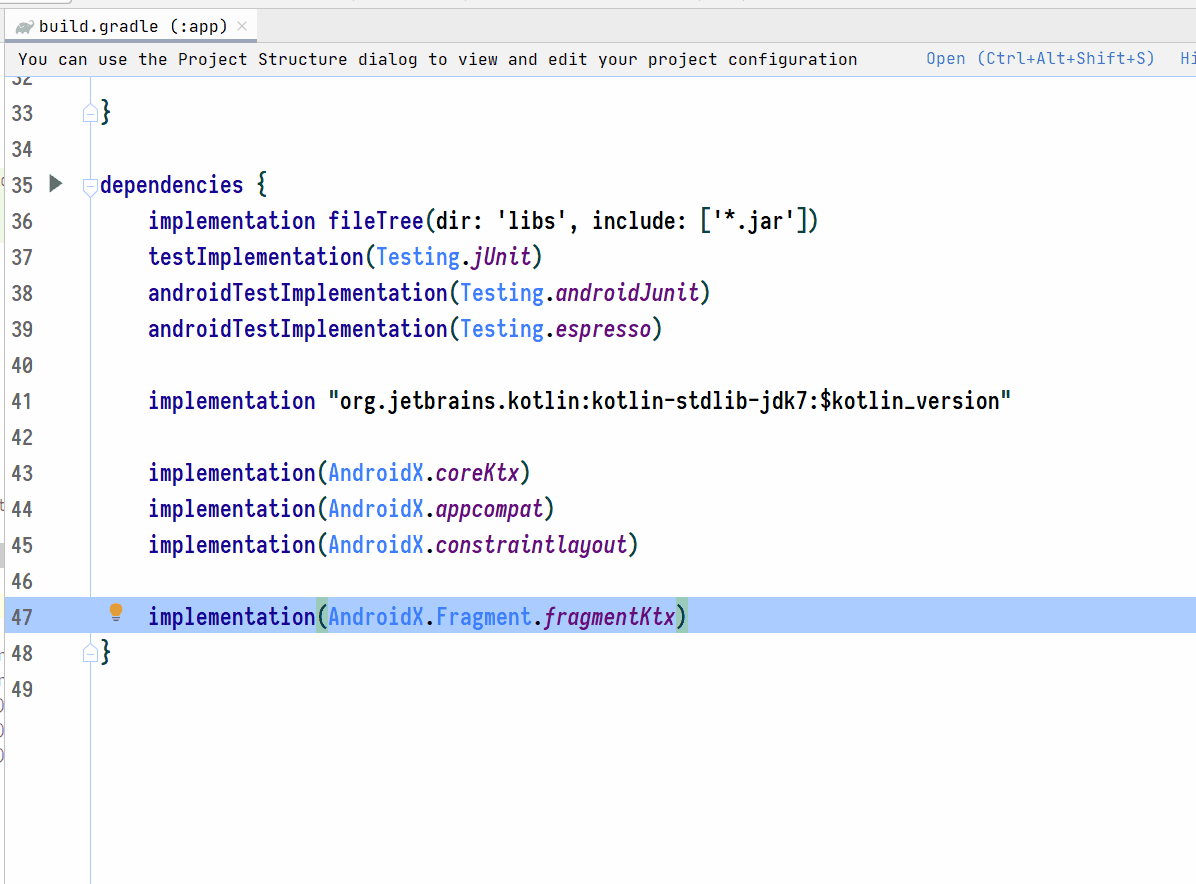 build.gradle (:app)
You can use the Project Structure dialog to view and edit your project configuration Open (Ctrl+Alt+Shift+S)
32
33 }
34
35 dependencies {
36 implementation fileTree(dir: 'libs', include: ['*.jar'])
37 testImplementation(Testing.jUnit)
38 androidTestImplementation(Testing.androidJunit)
39 androidTestImplementation(Testing.espresso)
40
41 implementation "org.jetbrains.kotlin:kotlin-stdlib-jdk7:$kotlin_version"
42
43 implementation(AndroidX.coreKtx)
44 implementation(AndroidX.appcompat)
45 implementation(AndroidX.constraintlayout)
46
47 implementation(AndroidX.Fragment.fragmentKtx)
48 }
49